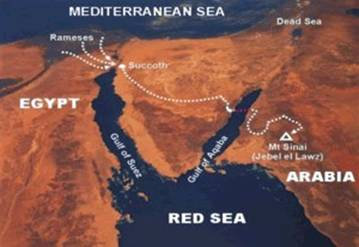 MEDITERRANEAN SEA
Dead Sea
Rameses
Succoth
EGYPT
Gulf of Suez
Gulf of Aqaba
Mt Sinai
(Jebel el Lawz)
ARABIA
RED SEA